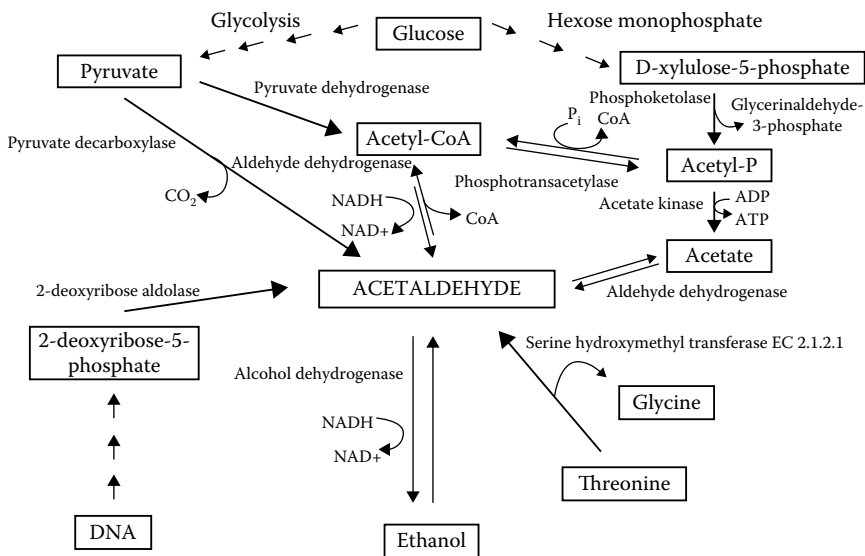 Glycolysis
Glucose
Hexose monophosphate
Pyruvate
D-xylulose-5-phosphate
Pyruvate dehydrogenase
Phosphoketolase
Glycerinaldehyde-
3-phosphate
Pi
CoA
Pyruvate decarboxylase
Acetyl-CoA
Acetyl-P
Aldehyde dehydrogenase
Phosphotransacetylase
CO2
NADH
NAD+
CoA
Acetate kinase
ADP
ATP
Acetate
ACETALDEHYDE
Aldehyde dehydrogenase
2-deoxyribose aldolase
2-deoxyribose-5-
phosphate
Serine hydroxymethyl transferase EC 2.1.2.1
Alcohol dehydrogenase
Glycine
NADH
NAD+
Threonine
DNA
Ethanol